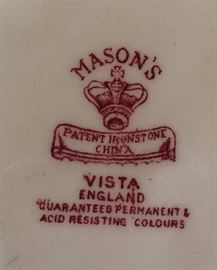 MASON'S
PATENT IRONSTONE
CHINA
VISTA
ENGLAND
GUARANTEED PERMANENT &
ACID RESISTING COLOURS